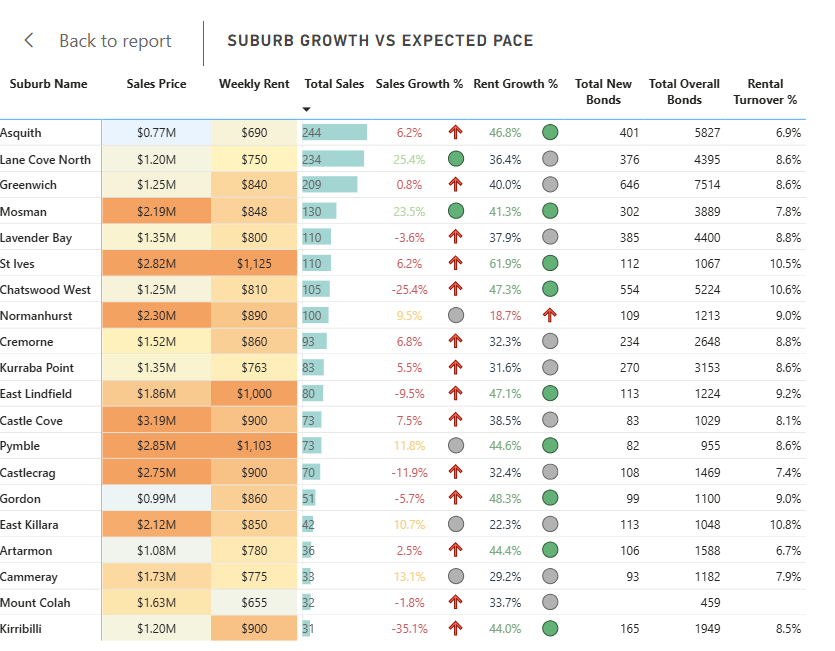 Back to report
SUBURB GROWTH VS EXPECTED PACE
Suburb Name Sales Price Weekly Rent Total Sales Sales Growth % Rent Growth % Total New Bonds Total Overall Bonds Rental Turnover %
Asquith $0.77M $690 244 6.2% 46.8% 401 5827 6.9%
Lane Cove North $1.20M $750 234 25.4% 36.4% 376 4395 8.6%
Greenwich $1.25M $840 209 0.8% 40.0% 646 7514 8.6%
Mosman $2.19M $848 130 23.5% 41.3% 302 3889 7.8%
Lavender Bay $1.35M $800 110 -3.6% 37.9% 385 4400 8.8%
St Ives $2.82M $1,125 110 6.2% 61.9% 112 1067 10.5%
Chatswood West $1.25M $810 105 -25.4% 47.3% 554 5224 10.6%
Normanhurst $2.30M $890 100 9.5% 18.7% 109 1213 9.0%
Cremorne $1.52M $860 93 6.8% 32.3% 234 2648 8.8%
Kurraba Point $1.35M $763 83 5.5% 31.6% 270 3153 8.6%
East Lindfield $1.86M $1,000 80 -9.5% 47.1% 113 1224 9.2%
Castle Cove $3.19M $900 73 7.5% 38.5% 83 1029 8.1%
Pymble $2.85M $1,103 73 11.8% 44.6% 82 955 8.6%
Castlecrag $2.75M $900 70 -11.9% 32.4% 108 1469 7.4%
Gordon $0.99M $860 51 -5.7% 48.3% 99 1100 9.0%
East Killara $2.12M $850 42 10.7% 22.3% 113 1048 10.8%
Artarmon $1.08M $780 36 2.5% 44.4% 106 1588 6.7%
Cammeray $1.73M $775 33 13.1% 29.2% 93 1182 7.9%
Mount Colah $1.63M $655 32 -1.8% 33.7% 459
Kirribilli $1.20M $900 31 -35.1% 44.0% 165 1949 8.5%